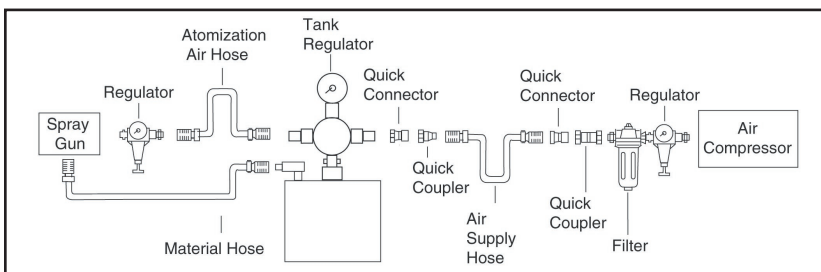 Atomization
Air Hose
Tank
Regulator
Regulator
Quick
Connector
Quick
Connector
Regulator
Spray
Gun
Air
Compressor
Quick
Coupler
Material Hose
Air
Supply
Hose
Quick
Coupler
Filter